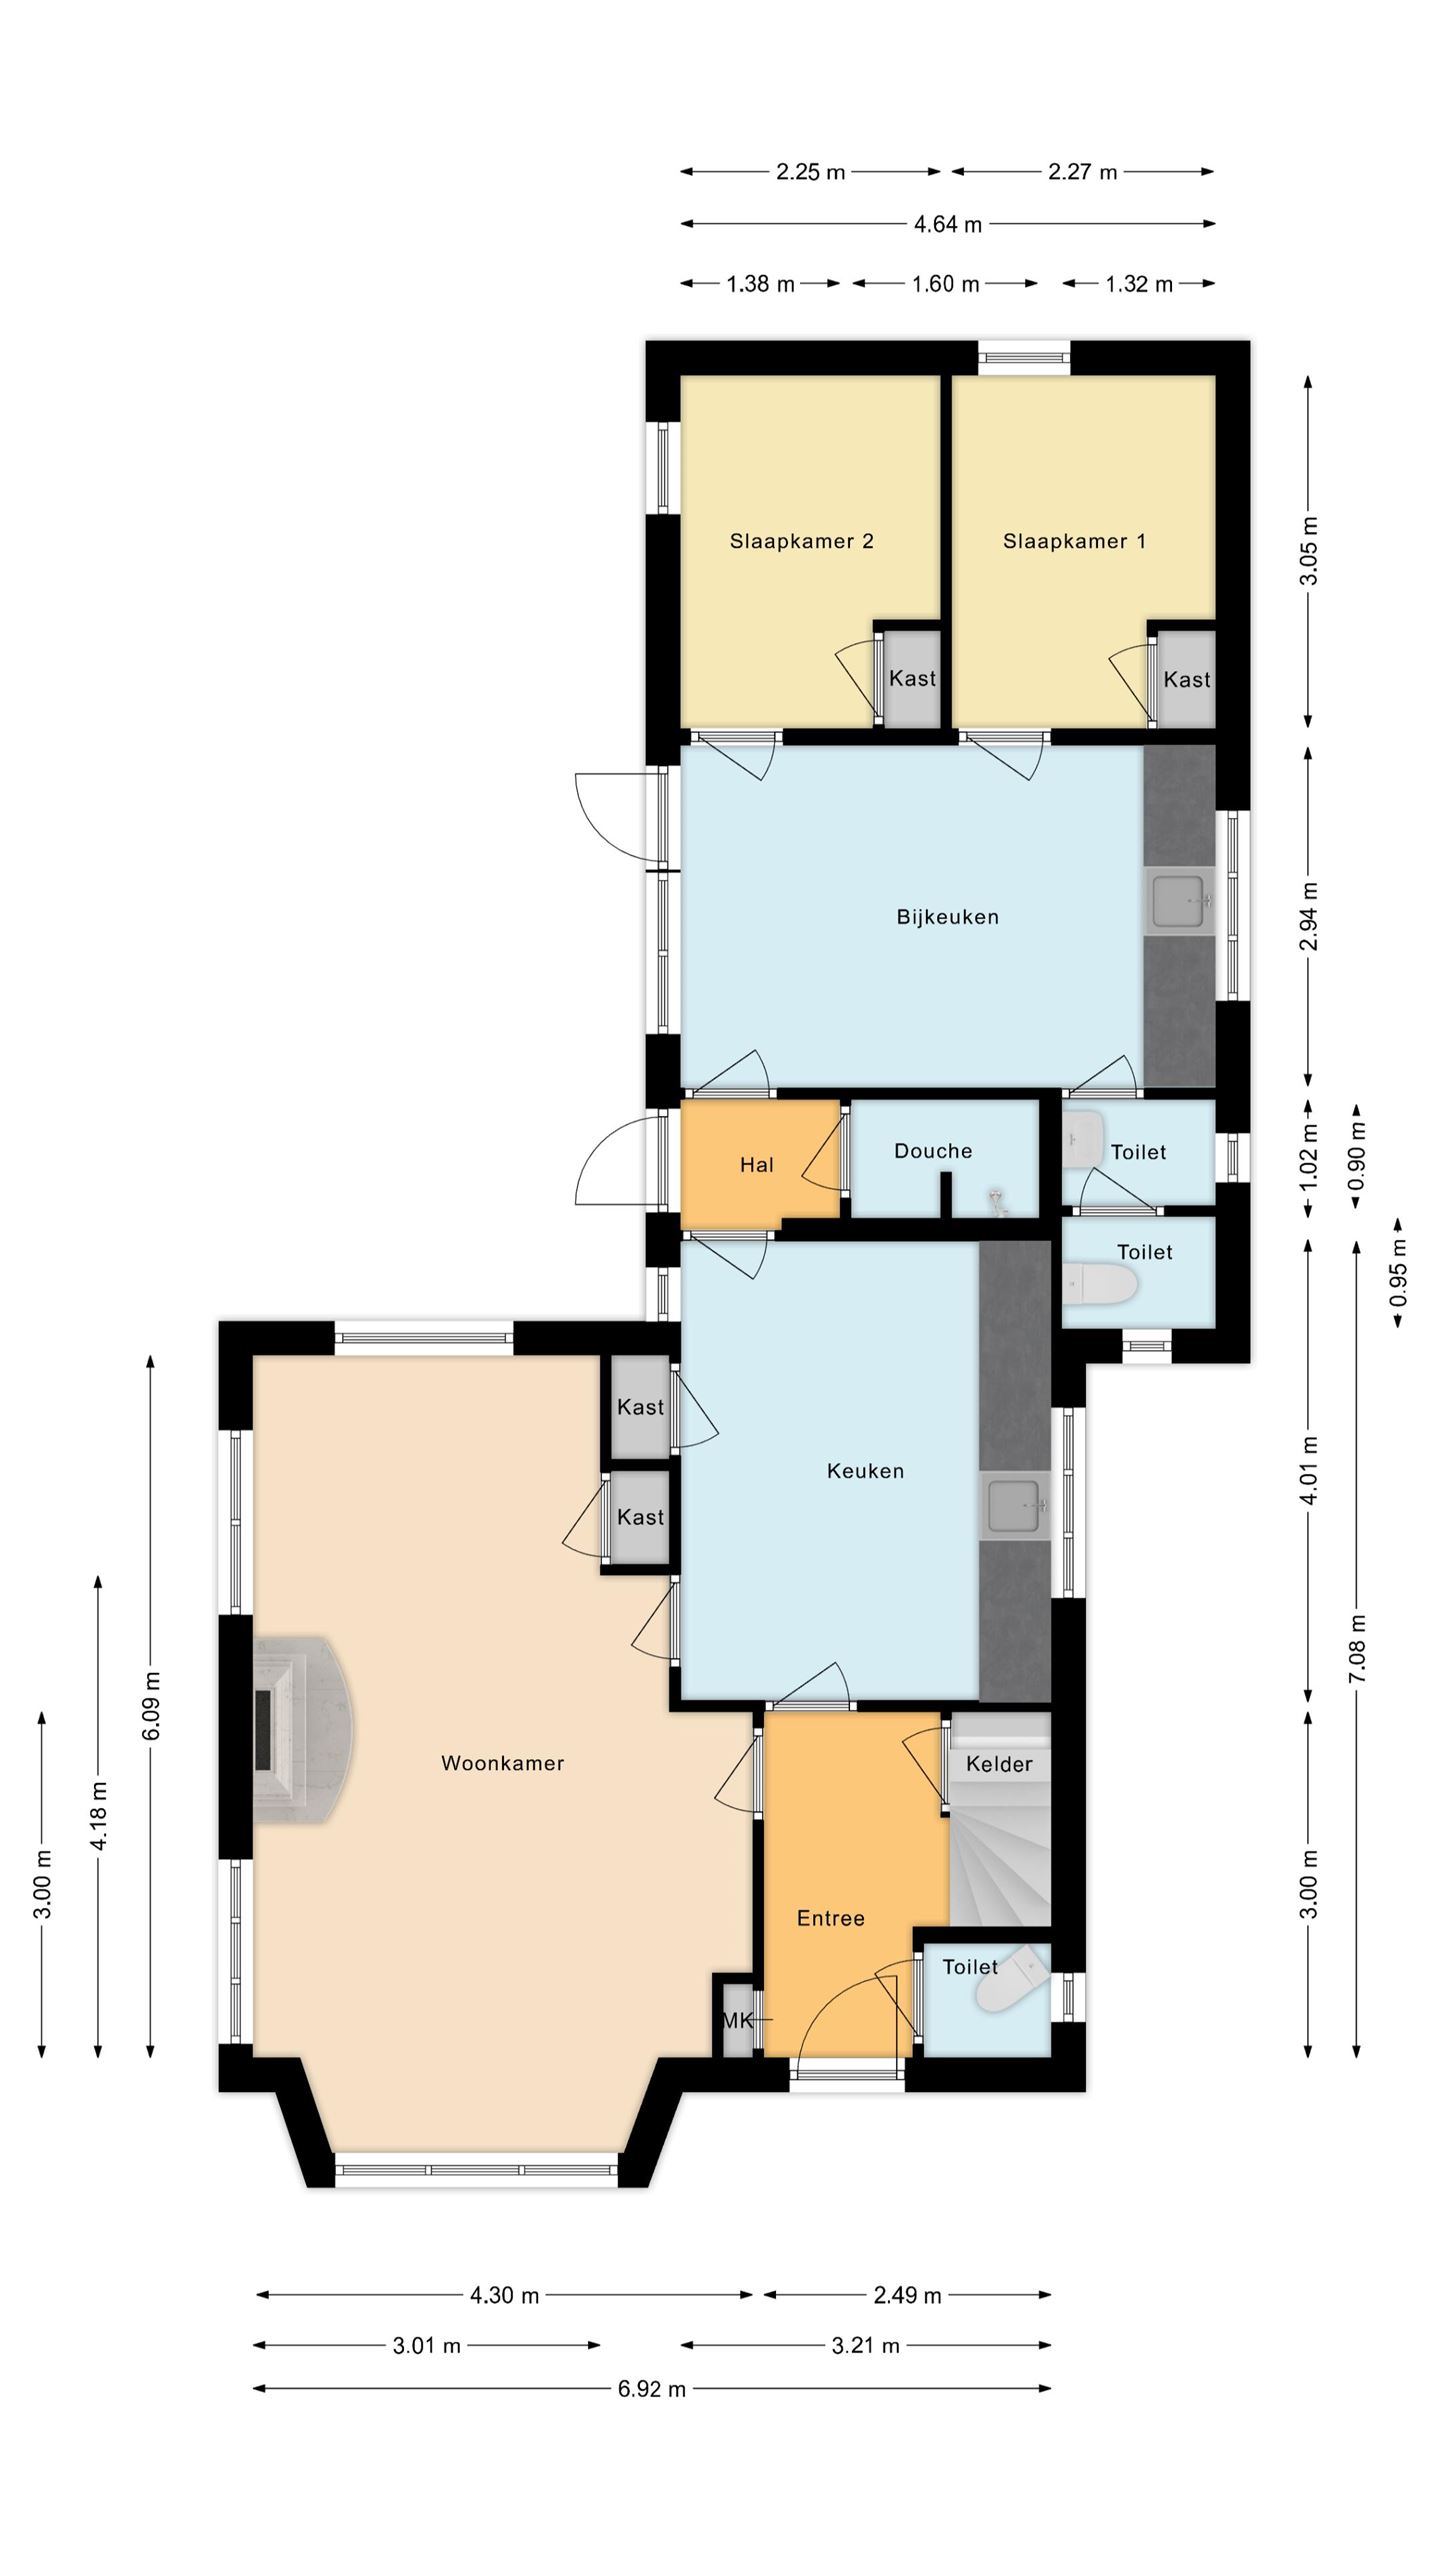 2.25 m
2.27 m
4.64 m
1.38 m
1.60 m
1.32 m
Slaapkamer 2
Slaapkamer 1
3.05 m
Kast
Kast
Bijkeuken
2.94 m
Hal
Douche
Toilet
1.02 m
0.90 m
Toilet
0.95 m
Kast
Keuken
4.01 m
Kast
7.08 m
6.09 m
4.18 m
3.00 m
Woonkamer
Kelder
3.00 m
Entree
Toilet
MK
4.30 m
2.49 m
3.01 m
3.21 m
6.92 m